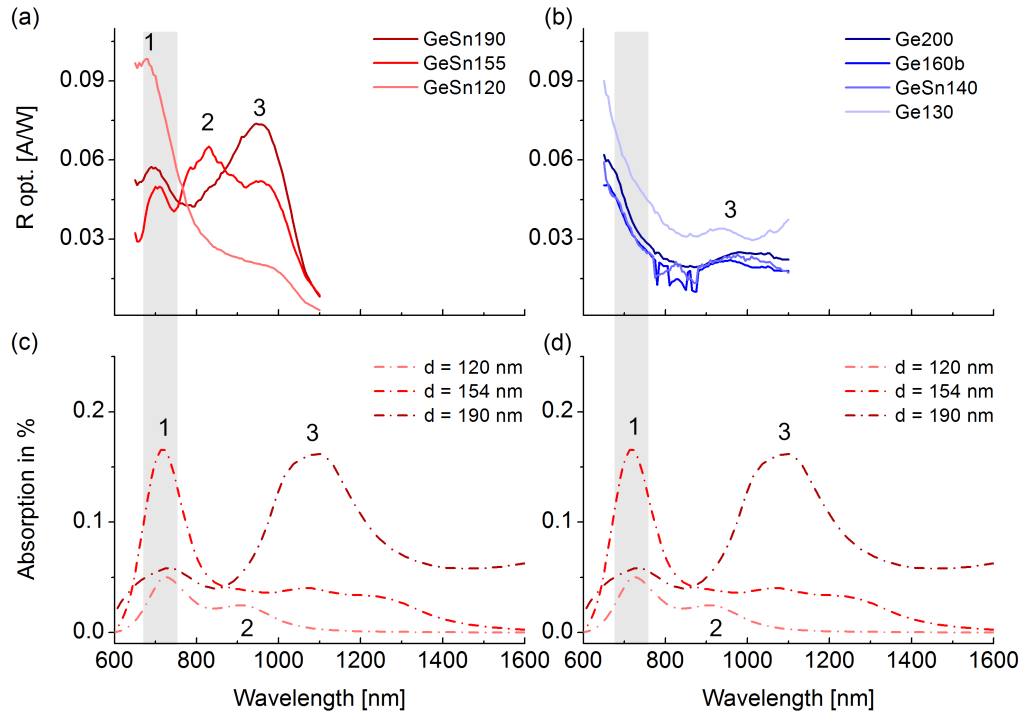 (a)
1
2
3
GeSn190
GeSn155
GeSn120
0.09
0.06
0.03
R opt. [A/W]
(b)
3
Ge200
Ge160b
GeSn140
Ge130
0.09
0.06
0.03
(c)
1
3
2
d = 120 nm
d = 154 nm
d = 190 nm
0.2
0.1
0.0
Absorption in %
600 800 1000 1200 1400 1600
Wavelength [nm]
(d)
1
3
2
d = 120 nm
d = 154 nm
d = 190 nm
0.2
0.1
0.0
600 800 1000 1200 1400 1600
Wavelength [nm]